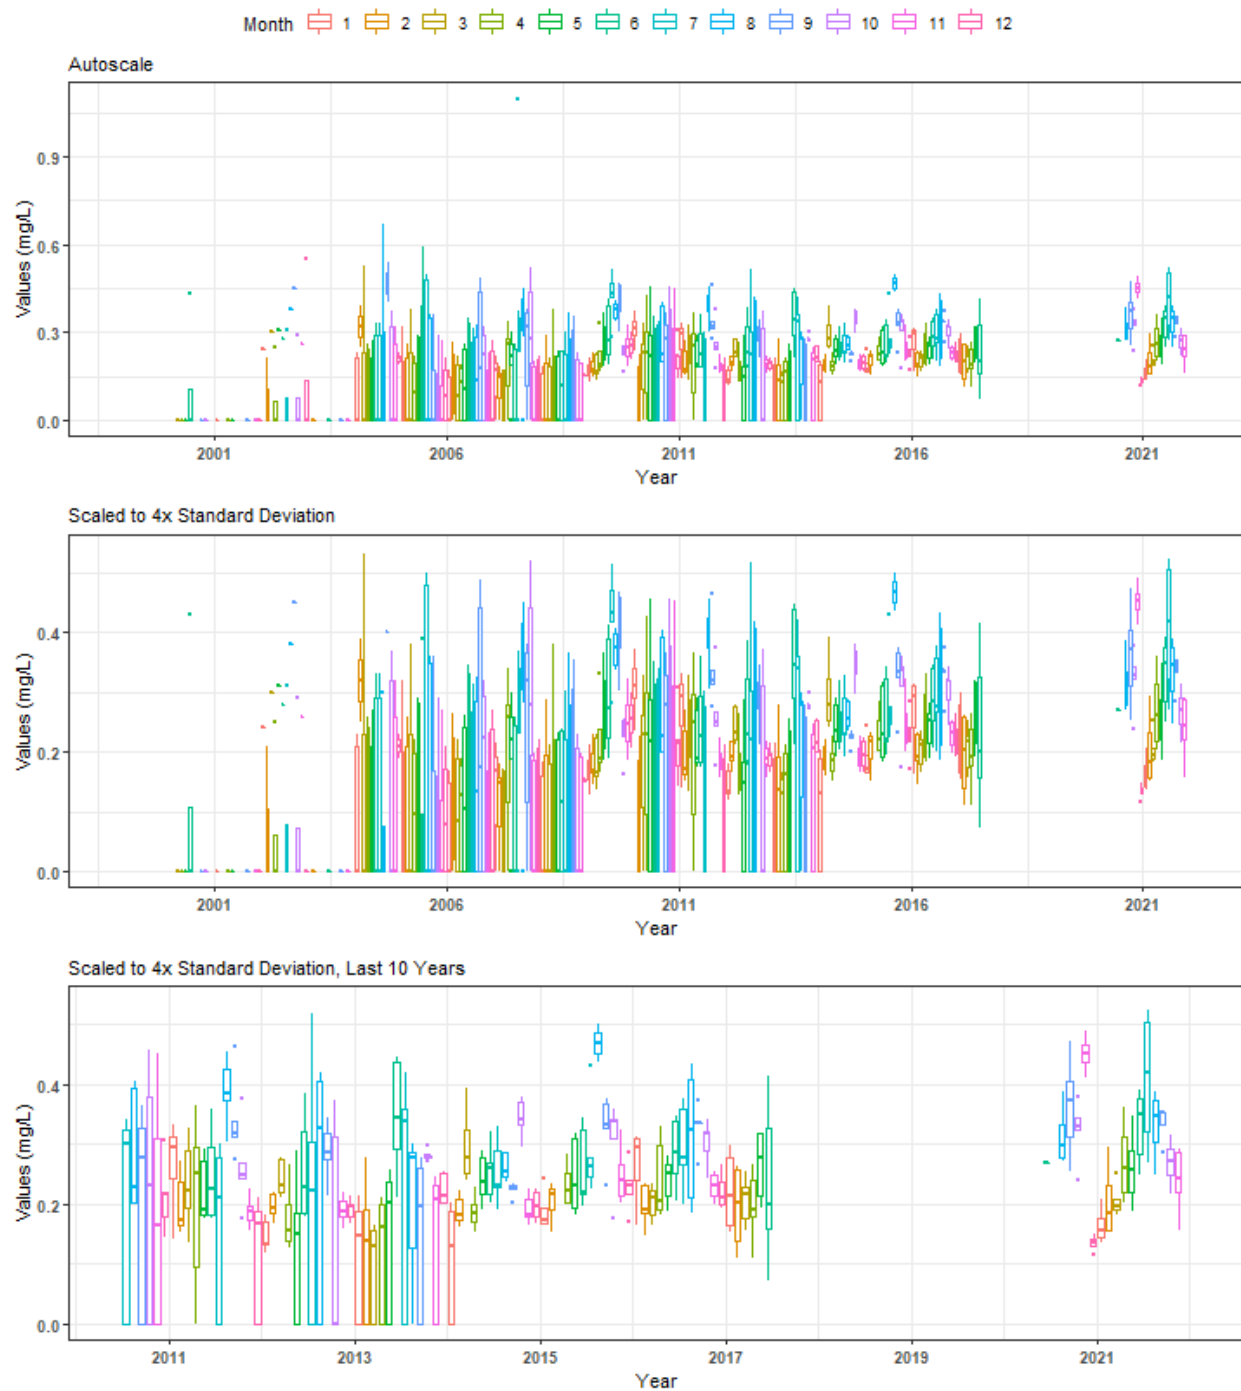 Month 1 2 3 4 5 6 7 8 9 10 11 12
Autoscale
Values (mg/L)
0.9
0.6
0.3
0.0
2001 2006 2011 2016 2021
Year
Scaled to 4x Standard Deviation
Values (mg/L)
0.4
0.2
0.0
2001 2006 2011 2016 2021
Year
Scaled to 4x Standard Deviation, Last 10 Years
Values (mg/L)
0.4
0.2
0.0
2011 2013 2015 2017 2019 2021
Year